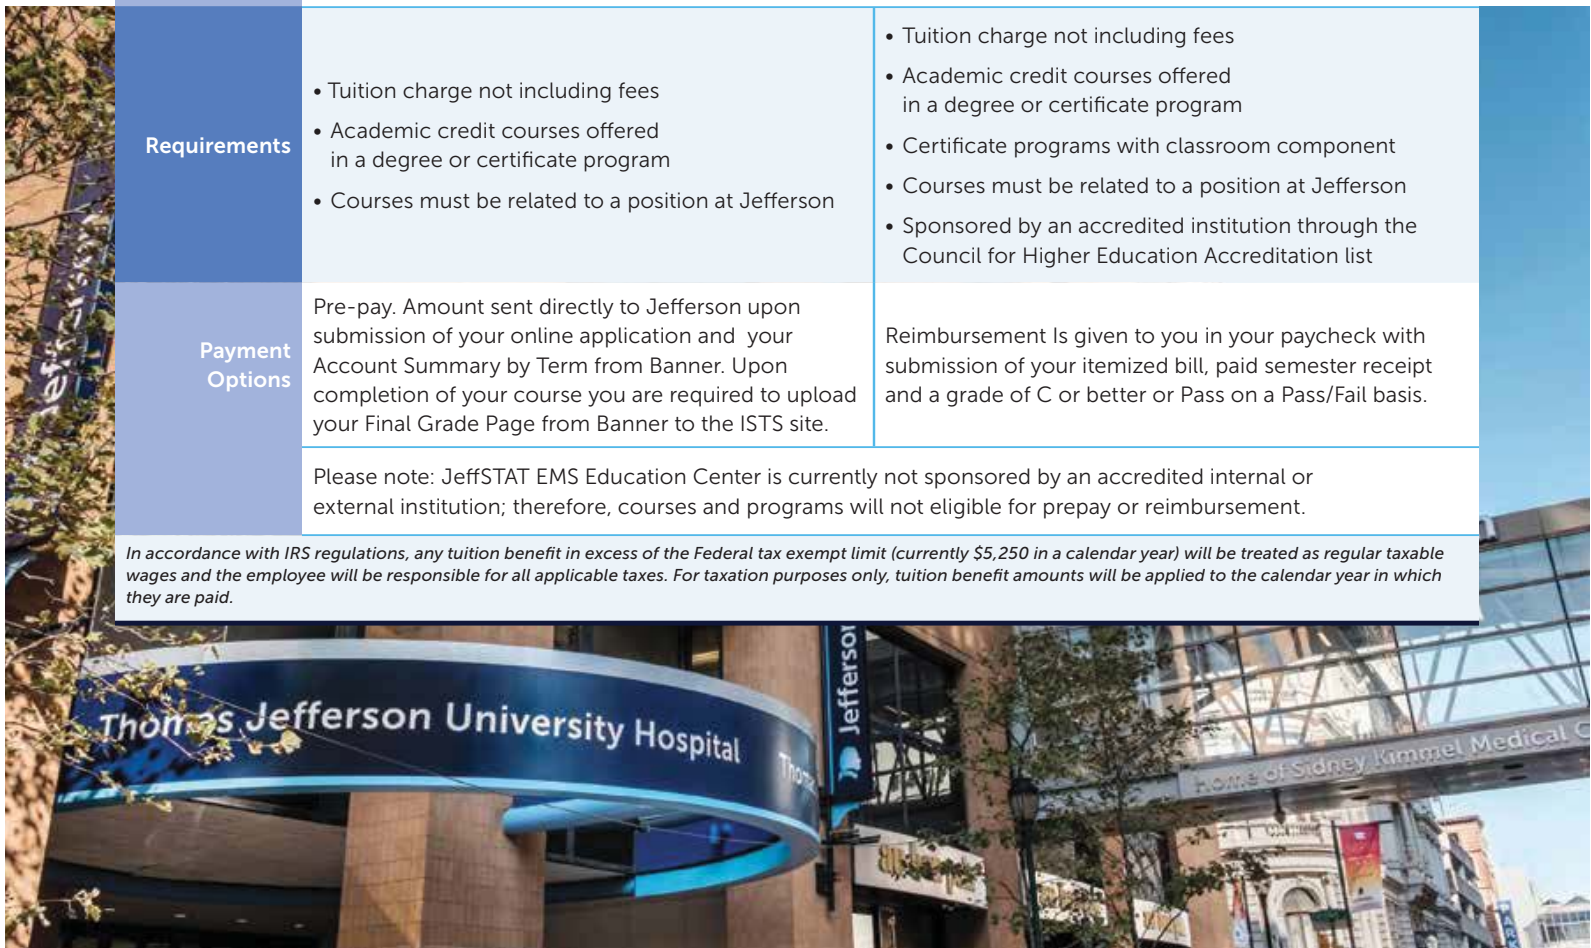 Requirements
• Tuition charge not including fees
• Academic credit courses offered
in a degree or certificate program
• Courses must be related to a position at Jefferson
• Tuition charge not including fees
• Academic credit courses offered
in a degree or certificate program
• Certificate programs with classroom component
• Courses must be related to a position at Jefferson
• Sponsored by an accredited institution through the
Council for Higher Education Accreditation list
Payment
Options
Pre-pay. Amount sent directly to Jefferson upon
submission of your online application and your
Account Summary by Term from Banner. Upon
completion of your course you are required to upload
your Final Grade Page from Banner to the ISTS site.
Reimbursement Is given to you in your paycheck with
submission of your itemized bill, paid semester receipt
and a grade of C or better or Pass on a Pass/Fail basis.
Please note: JeffSTAT EMS Education Center is currently not sponsored by an accredited internal or
external institution; therefore, courses and programs will not eligible for prepay or reimbursement.
In accordance with IRS regulations, any tuition benefit in excess of the Federal tax exempt limit (currently $5,250 in a calendar year) will be treated as regular taxable
wages and the employee will be responsible for all applicable taxes. For taxation purposes only, tuition benefit amounts will be applied to the calendar year in which
they are paid.
Thomas Jefferson University Hospital
Jefferson
Home of Sidney Kimmel Medical C